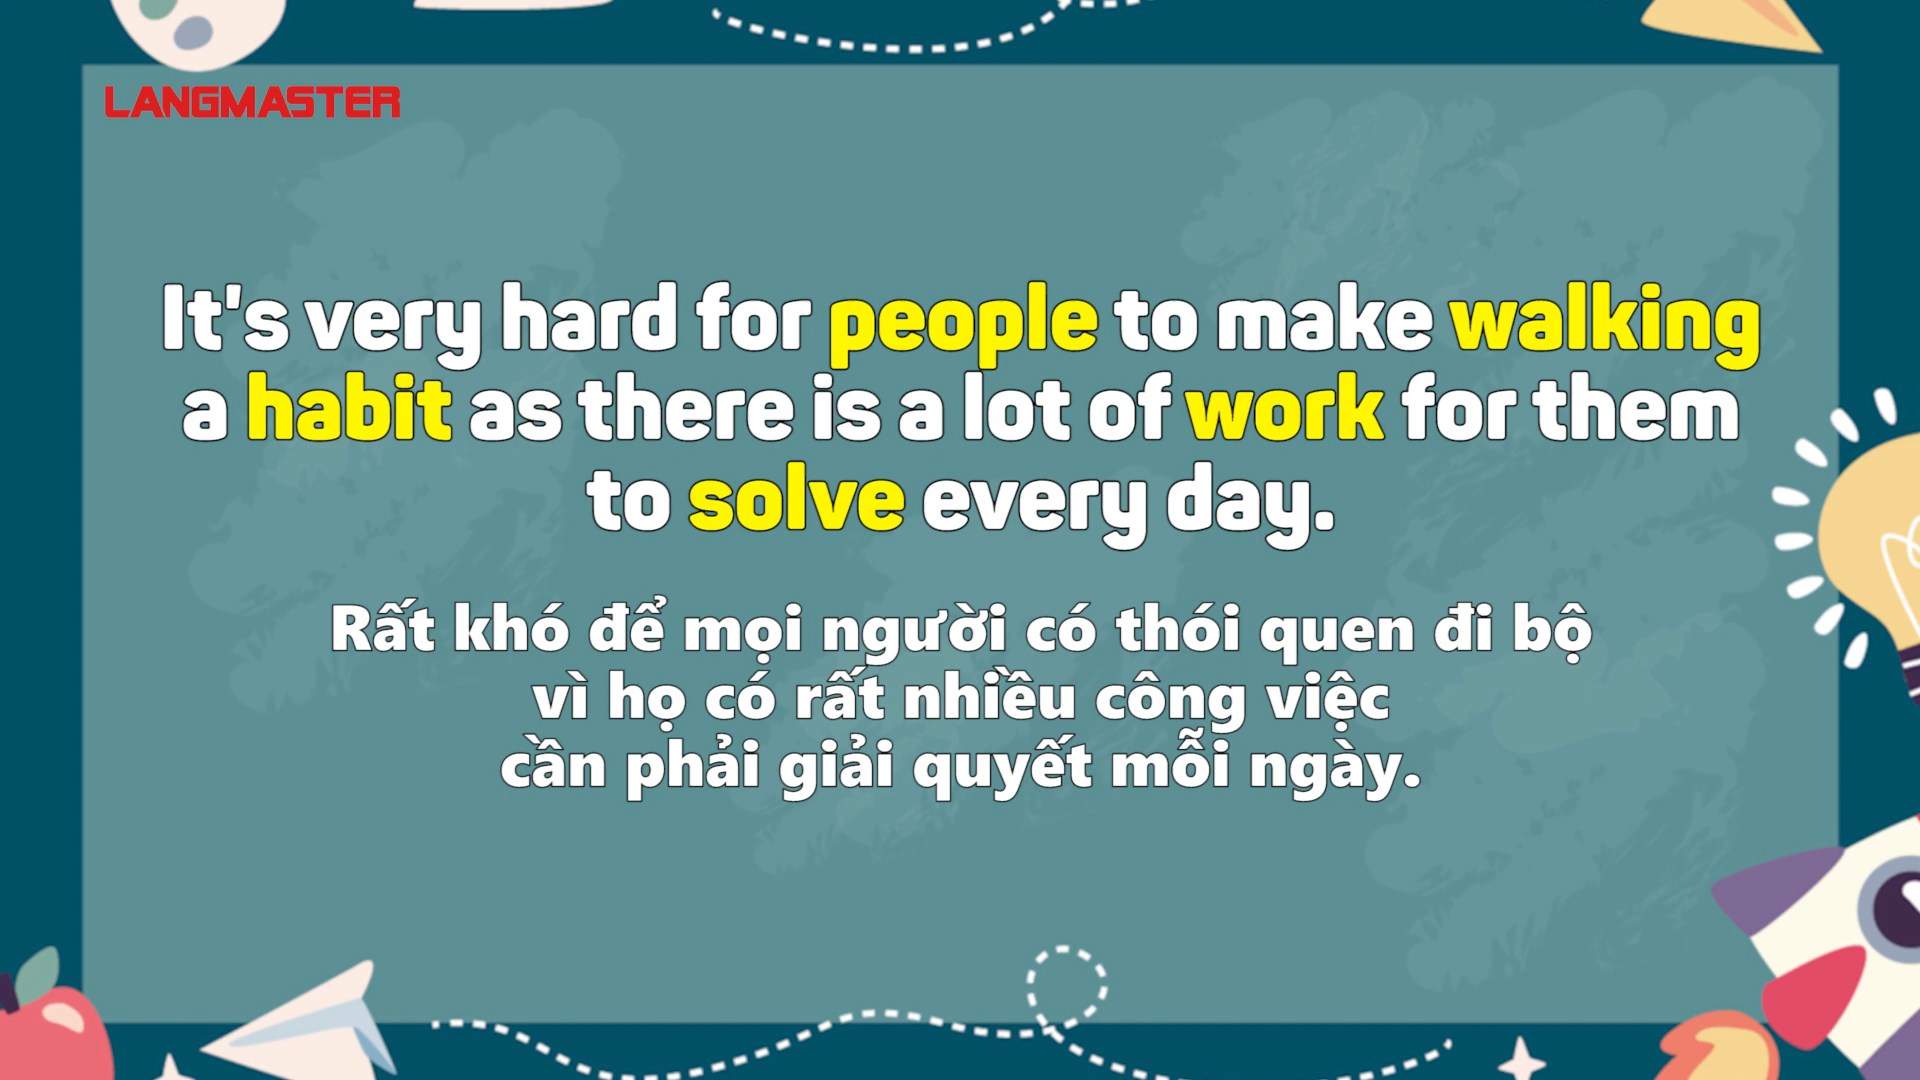 LANGMASTER
It's very hard for people to make walking
a habit as there is a lot of work for them
to solve every day.
Rất khó để mọi người có thói quen đi bộ
vì họ có rất nhiều công việc
cần phải giải quyết mỗi ngày.